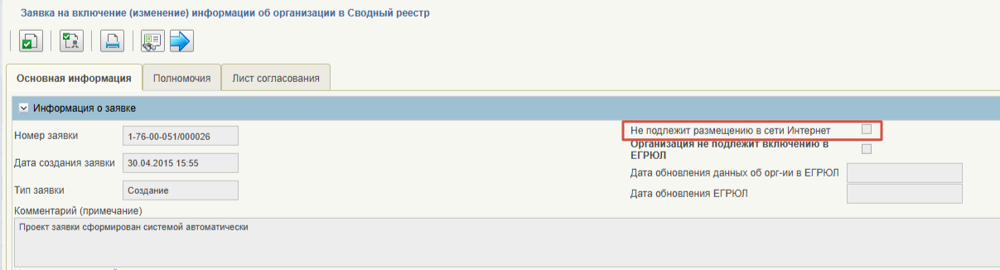 Заявка на включение (изменение) информации об организации в Сводный реестр
Основная информация
Полномочия
Лист согласования
Информация о заявке
Номер заявки
1-76-00-051/000026
Не подлежит размещению в сети Интернет
Организация не подлежит включению в
ЕГРЮЛ
Дата создания заявки
30.04.2015 15:55
Дата обновления данных об орг-ии в ЕГРЮЛ
Тип заявки
Создание
Дата обновления ЕГРЮЛ
Комментарий (примечание)
Проект заявки сформирован системой автоматически